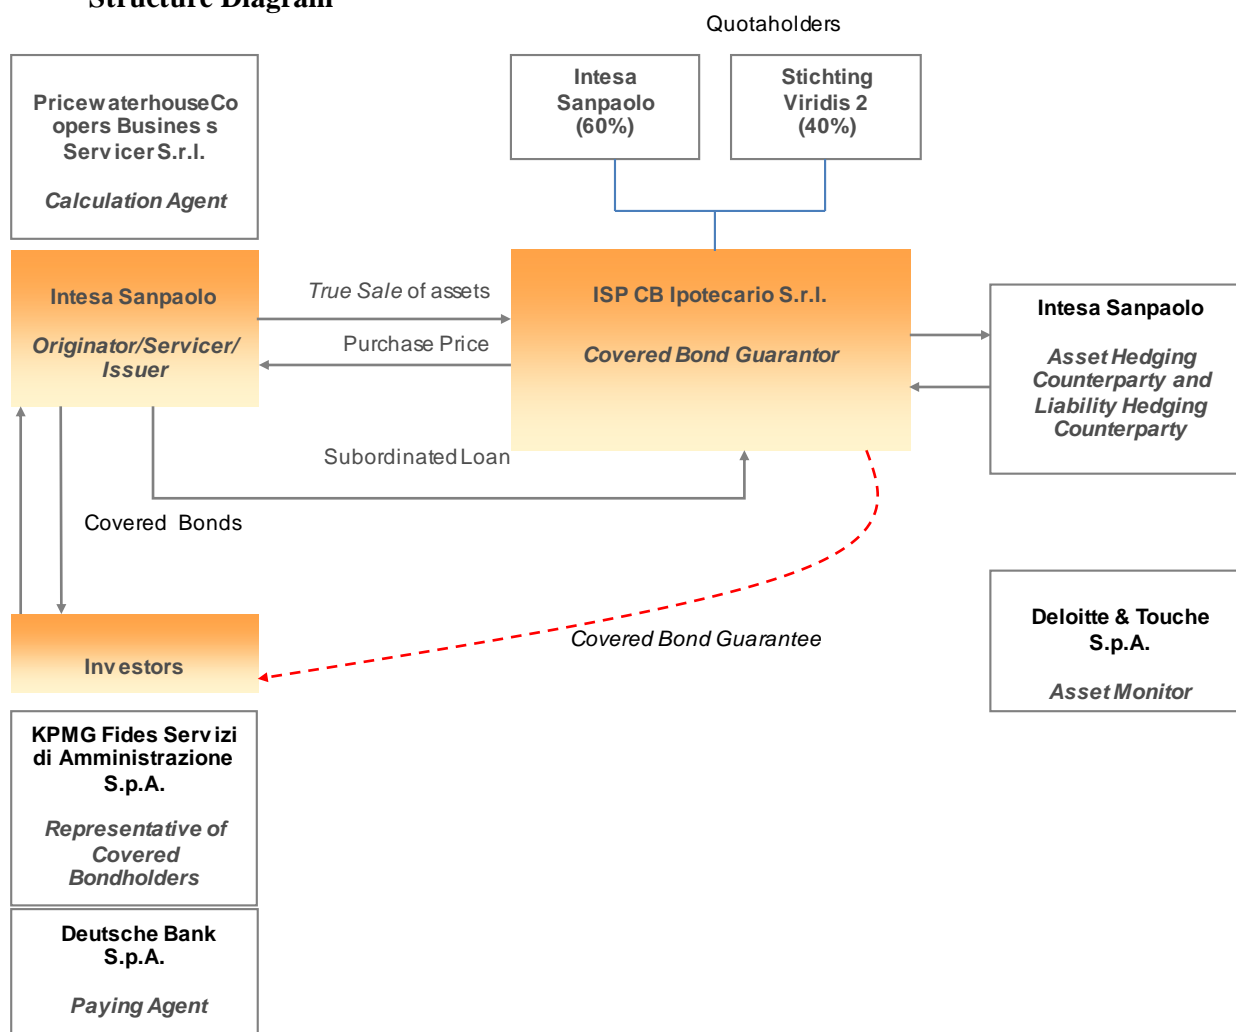 Structure Diagram
Quotaholders
PricewaterhouseCo
opers Busines s
Servicer S.r.l.
Calculation Agent
Intesa
Sanpaolo
(60%)
Stichting
Viridis 2
(40%)
Intesa Sanpaolo
Originator/Servicer/
Issuer
True Sale of assets
Purchase Price
ISP CB Ipotecario S.r.l.
Covered Bond Guarantor
Intesa Sanpaolo
Asset Hedging
Counterparty and
Liability Hedging
Counterparty
Subordinated Loan
Covered Bonds
Investors
Covered Bond Guarantee
Deloitte & Touche
S.p.A.
Asset Monitor
KPMG Fides Servizi
di Amministrazione
S.p.A.
Representative of
Covered
Bondholders
Deutsche Bank
S.p.A.
Paying Agent